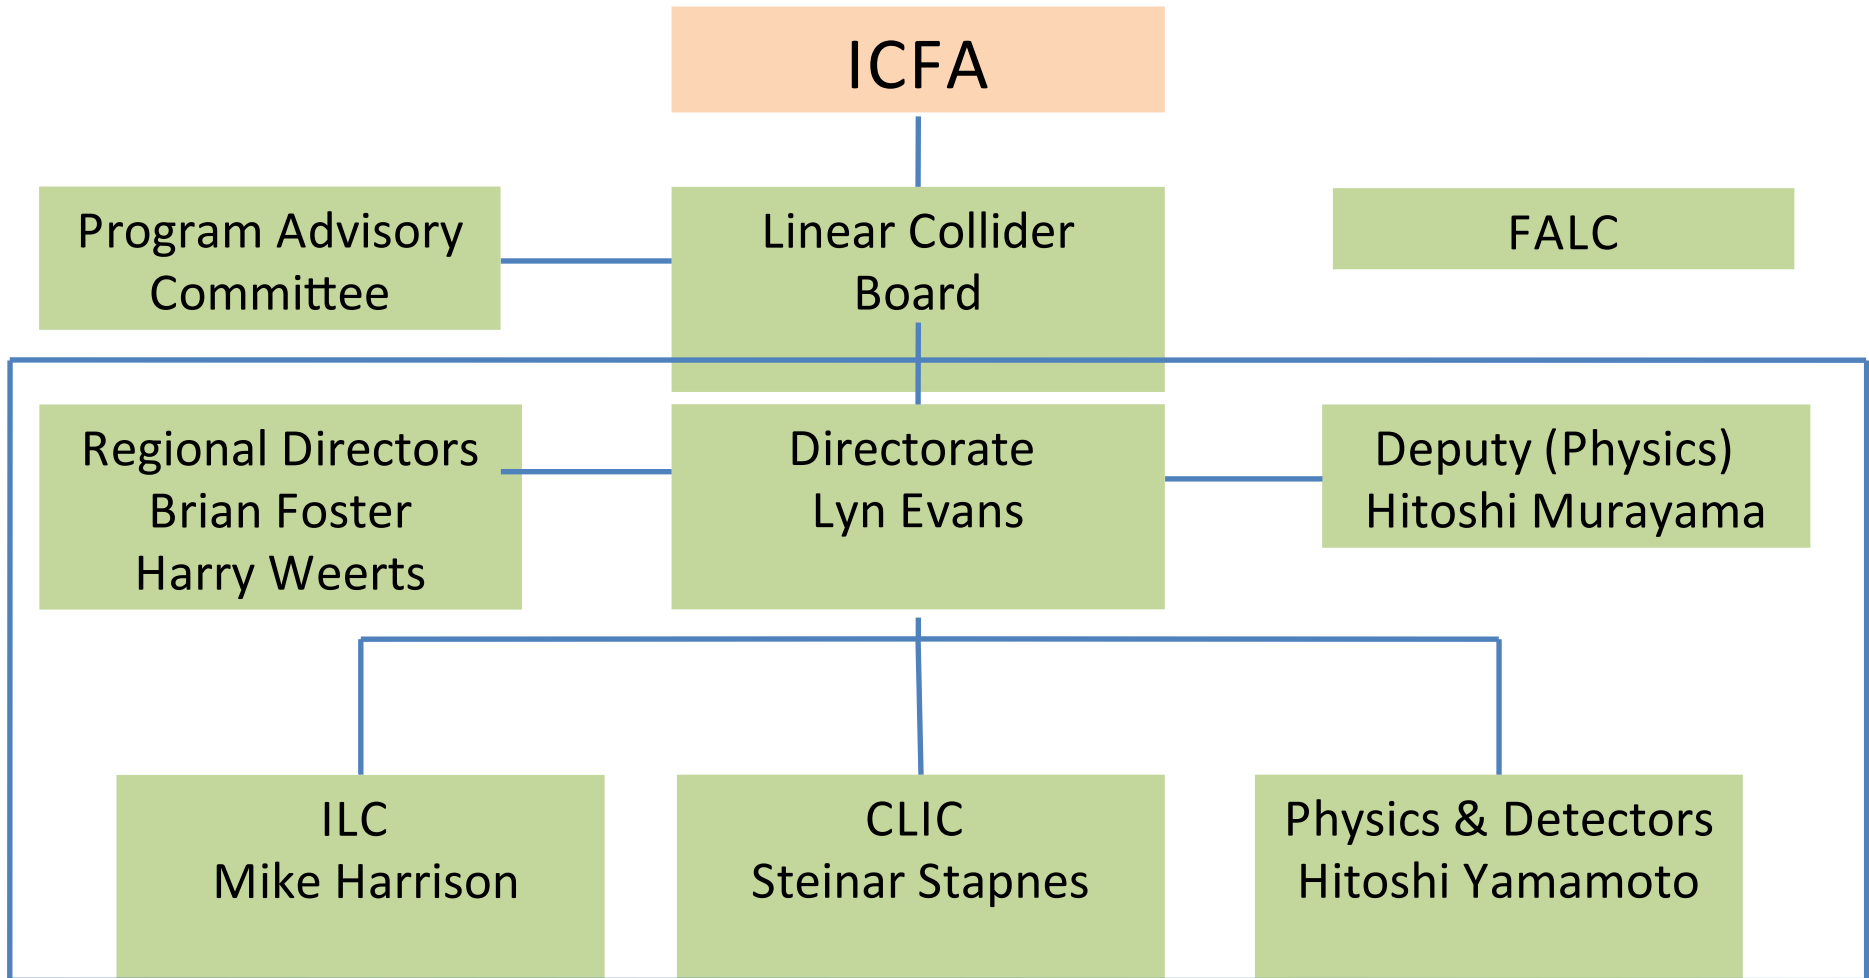 ICFA
Program Advisory
Committee
Linear Collider
Board
FALC
Regional Directors
Brian Foster
Harry Weerts
Directorate
Lyn Evans
Deputy (Physics)
Hitoshi Murayama
ILC
Mike Harrison
CLIC
Steinar Stapnes
Physics & Detectors
Hitoshi Yamamoto